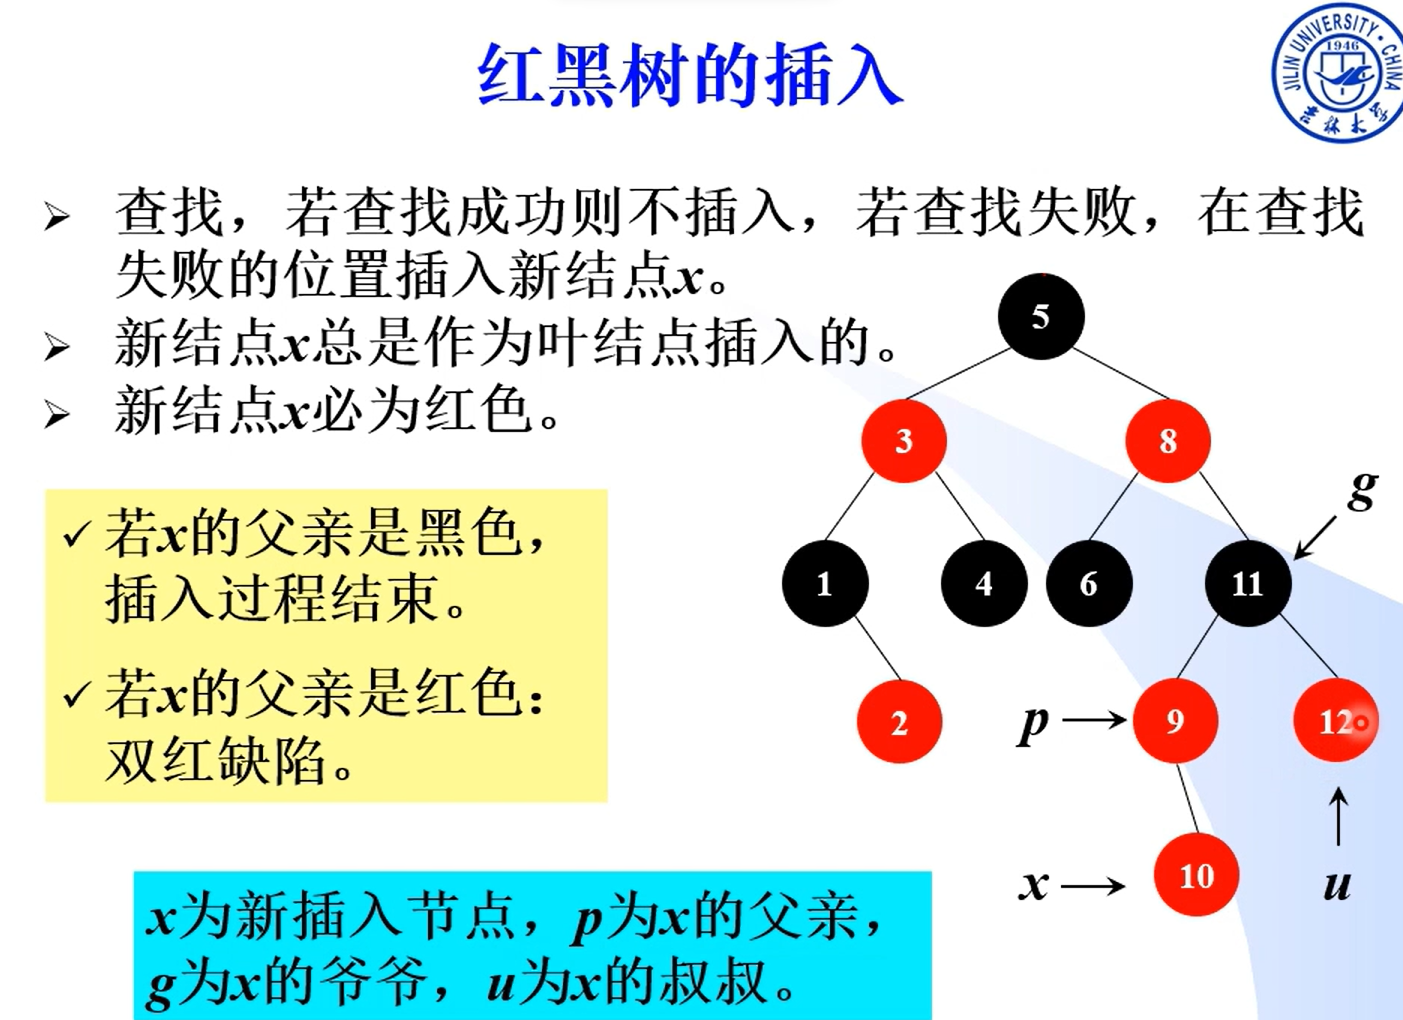 红黑树的插入
JILIN UNIVERSITY·CHINA
1946
吉林大学
➢ 查找，若查找成功则不插入，若查找失败，在查找
失败的位置插入新结点x。
➢ 新结点x总是作为叶结点插入的。
➢ 新结点x必为红色。
✓ 若x的父亲是黑色，
插入过程结束。
✓ 若x的父亲是红色：
双红缺陷。
x为新插入节点，p为x的父亲，
g为x的爷爷，u为x的叔叔。
5
3
8
g
1
4
6
11
2
p
9
12
x
10
u